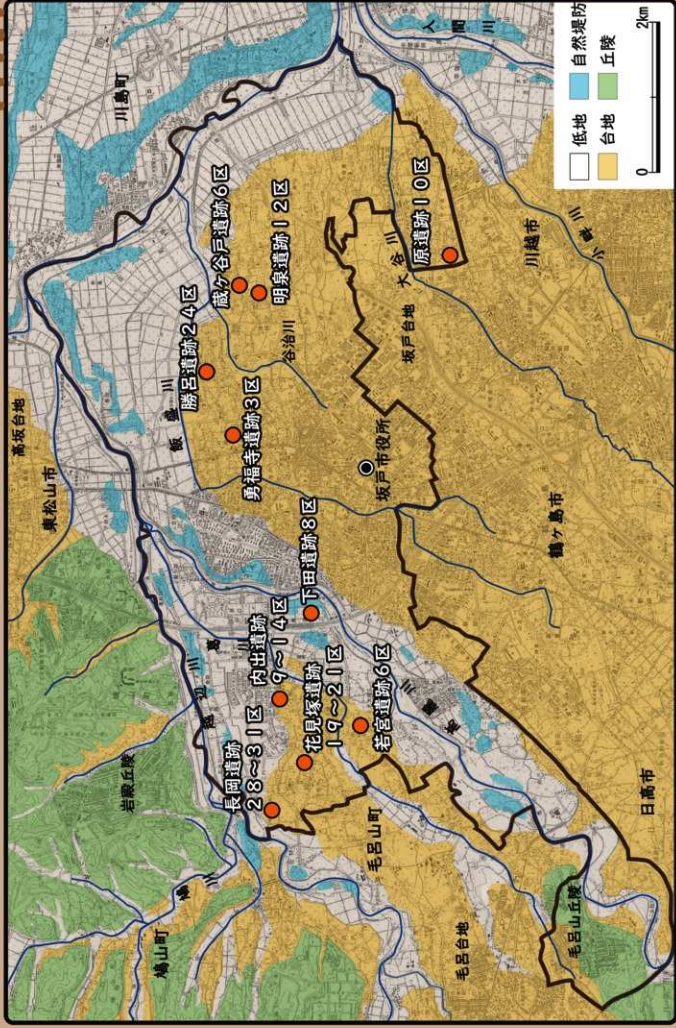 高坂台地
東松山市
川島町
入間川
岩殿丘陵
鳩山町
鳩川
越辺川
葛川
飯盛川
勝呂遺跡24区
蔵ヶ谷戸遺跡6区
明泉遺跡12区
勇福寺遺跡3区
谷治川
長岡遺跡
28~31区
内出遺跡
9~14区
下田遺跡8区
花見塚遺跡
19~21区
若宮遺跡6区
高麗川
坂戸市役所
坂戸台地
大谷川
原遺跡10区
川越市
小畔川
毛呂山町
毛呂台地
毛呂山丘陵
鶴ヶ島市
日高市
低地
自然堤防
台地
丘陵
0
2km